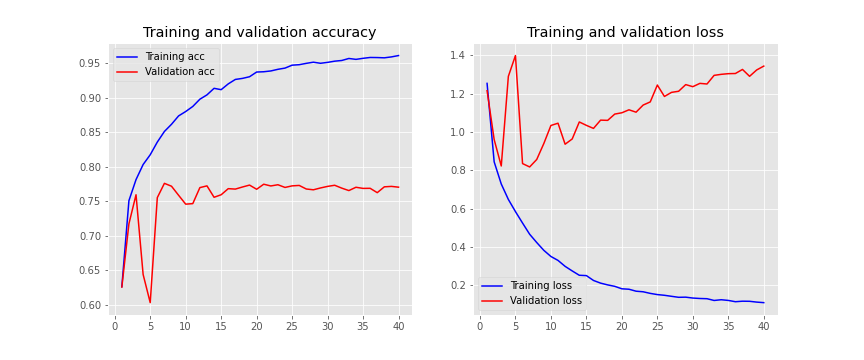 Training and validation accuracy
Training acc
Validation acc
0.95
0.90
0.85
0.80
0.75
0.70
0.65
0.60
0 5 10 15 20 25 30 35 40
Training and validation loss
1.4
1.2
1.0
0.8
0.6
0.4
0.2
Training loss
Validation loss
0 5 10 15 20 25 30 35 40